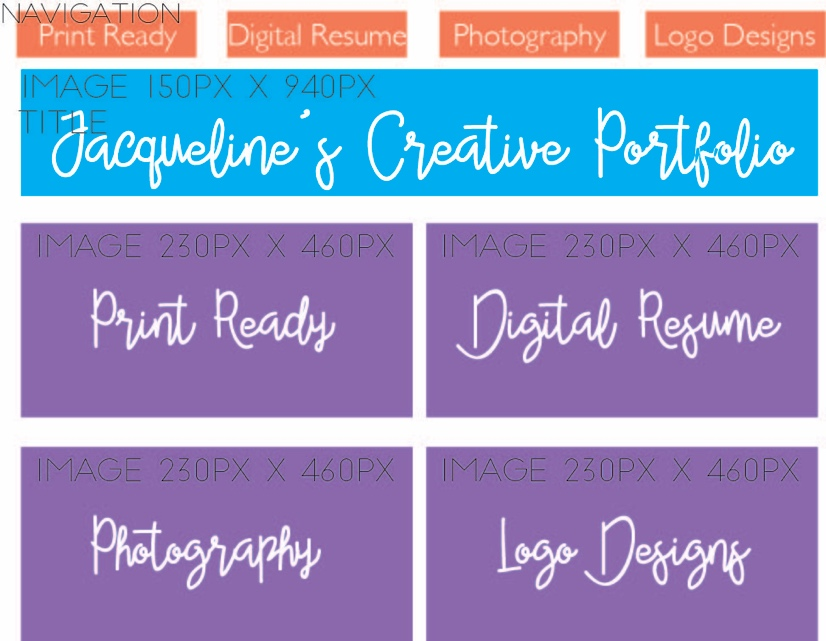 NAVIGATION
Print Ready Digital Resume Photography Logo Designs
IMAGE 150PX X 940PX
TITLE
Jacqueline's Creative Portfolio
IMAGE 230PX X 460PX IMAGE 230PX X 460PX
Print Ready Digital Resume
IMAGE 230PX X 460PX IMAGE 230PX X 460PX
Photography Logo Designs